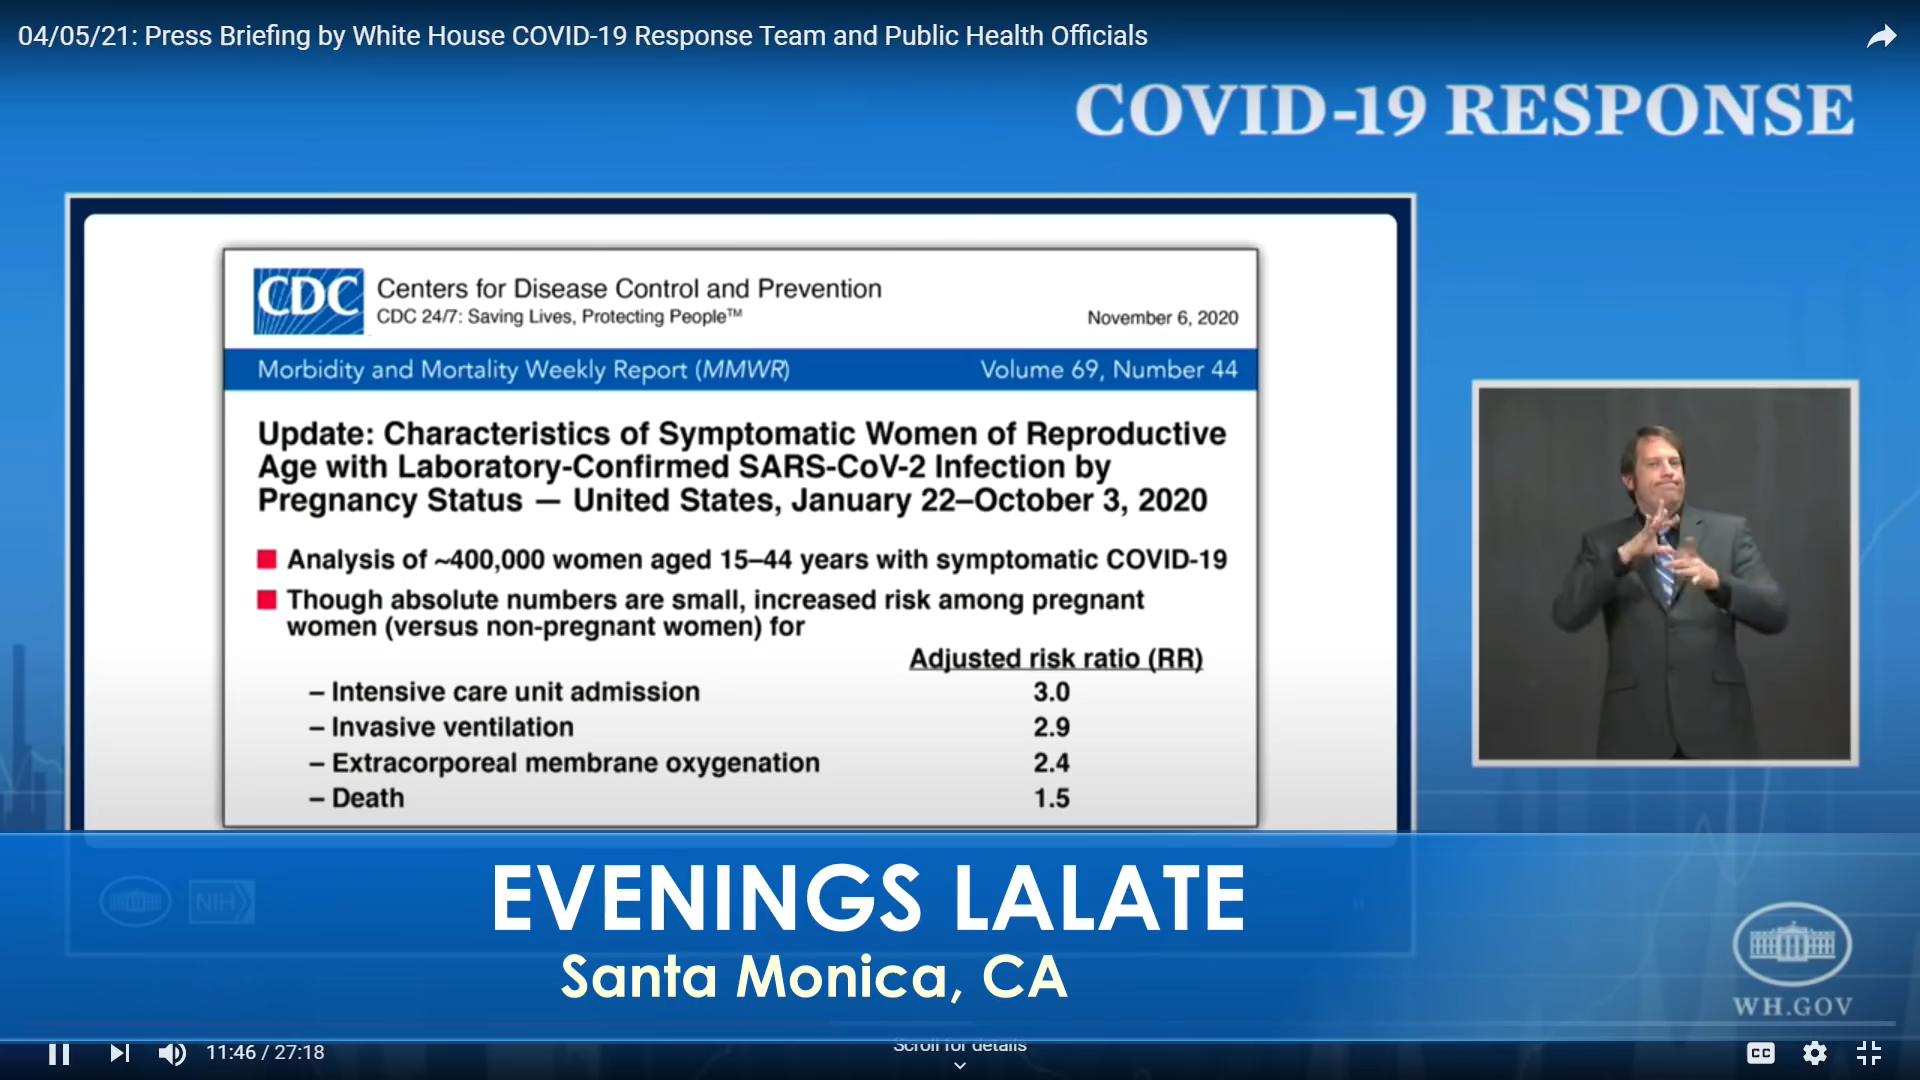 04/05/21: Press Briefing by White House COVID-19 Response Team and Public Health Officials
COVID-19 RESPONSE
CDC
Centers for Disease Control and Prevention
CDC 24/7: Saving Lives, Protecting People™
November 6, 2020
Morbidity and Mortality Weekly Report (MMWR)
Volume 69, Number 44
Update: Characteristics of Symptomatic Women of Reproductive
Age with Laboratory-Confirmed SARS-CoV-2 Infection by
Pregnancy Status — United States, January 22–October 3, 2020
Analysis of ~400,000 women aged 15–44 years with symptomatic COVID-19
Though absolute numbers are small, increased risk among pregnant
women (versus non-pregnant women) for
Adjusted risk ratio (RR)
– Intensive care unit admission 3.0
– Invasive ventilation 2.9
– Extracorporeal membrane oxygenation 2.4
– Death 1.5
NIH
EVENINGS LALATE
Santa Monica, CA
WH.GOV
11:46 / 27:18
Scroll for details
CC